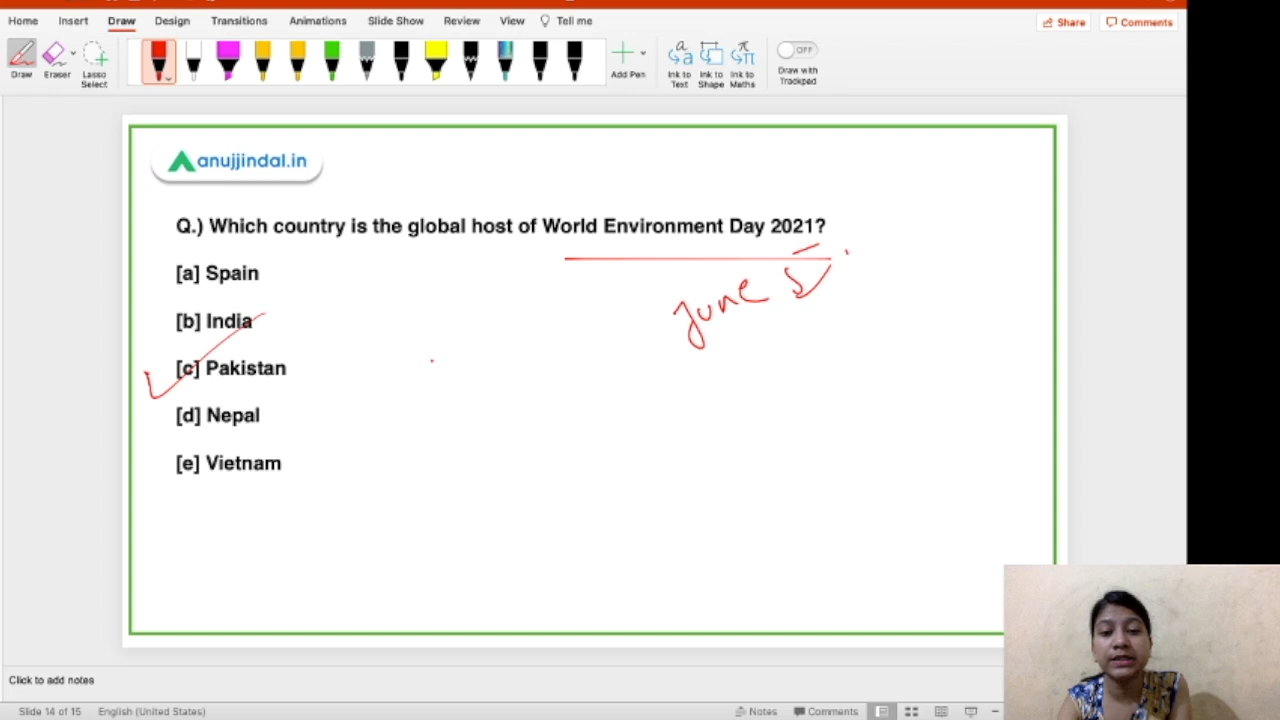 Home Insert Draw Design Transitions Animations Slide Show Review View Tell me Share Comments
Draw Eraser Lasso Select Add Pen Ink to Text Ink to Shape Ink to Maths OFF Draw with Trackpad
anujjindal.in
Q.) Which country is the global host of World Environment Day 2021?
[a] Spain
June 5
[b] India
[c] Pakistan
[d] Nepal
[e] Vietnam
Click to add notes
Slide 14 of 15 English (United States) Notes Comments